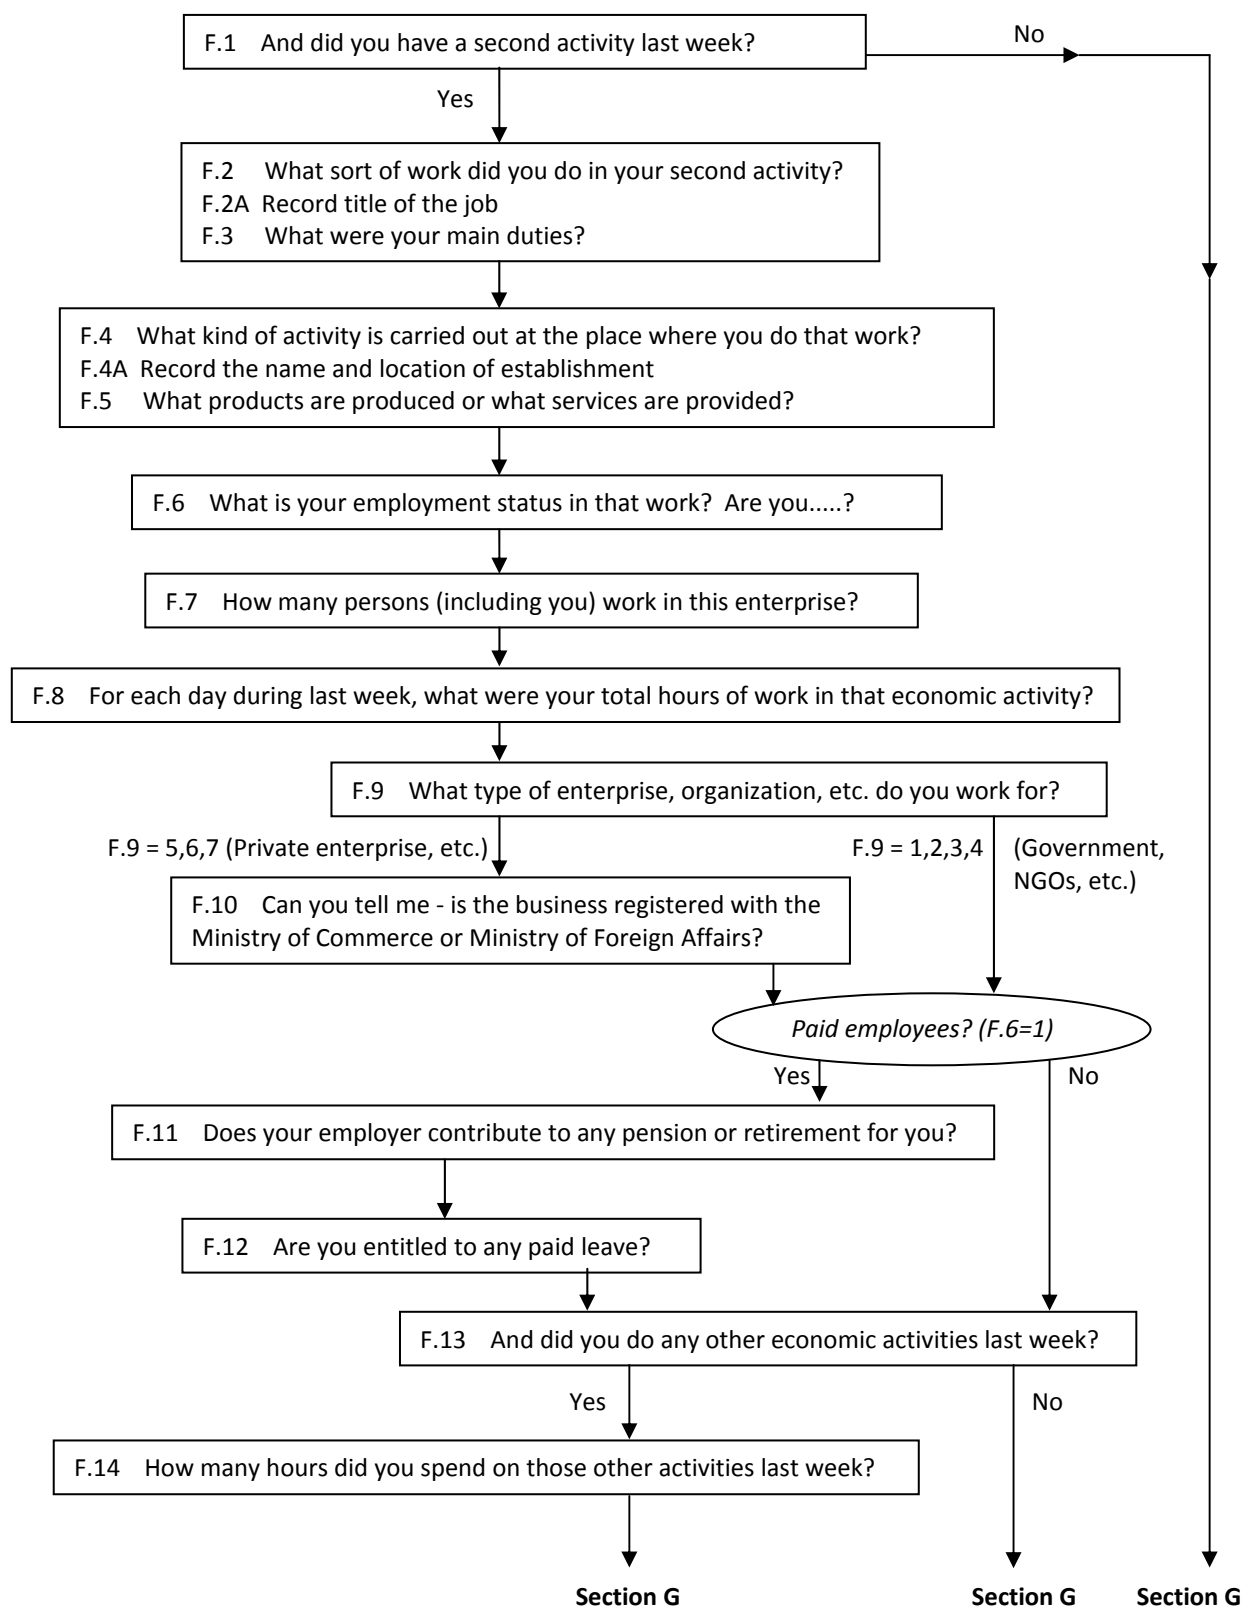 F.1 And did you have a second activity last week?
No
Yes
F.2 What sort of work did you do in your second activity?
F.2A Record title of the job
F.3 What were your main duties?
F.4 What kind of activity is carried out at the place where you do that work?
F.4A Record the name and location of establishment
F.5 What products are produced or what services are provided?
F.6 What is your employment status in that work? Are you.....?
F.7 How many persons (including you) work in this enterprise?
F.8 For each day during last week, what were your total hours of work in that economic activity?
F.9 What type of enterprise, organization, etc. do you work for?
F.9 = 5,6,7 (Private enterprise, etc.)
F.9 = 1,2,3,4 (Government,
NGOs, etc.)
F.10 Can you tell me - is the business registered with the
Ministry of Commerce or Ministry of Foreign Affairs?
Paid employees? (F.6=1)
Yes
No
F.11 Does your employer contribute to any pension or retirement for you?
F.12 Are you entitled to any paid leave?
F.13 And did you do any other economic activities last week?
Yes
No
F.14 How many hours did you spend on those other activities last week?
Section G
Section G
Section G